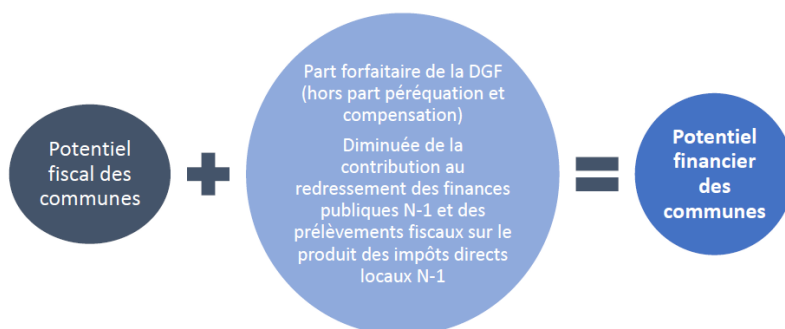 Potentiel
fiscal des
communes
Part forfaitaire de la DGF
(hors part péréquation et
compensation)
Diminuée de la
contribution au
redressement des finances
publiques N-1 et des
prélèvements fiscaux sur le
produit des impôts directs
locaux N-1
Potentiel
financier
des
communes